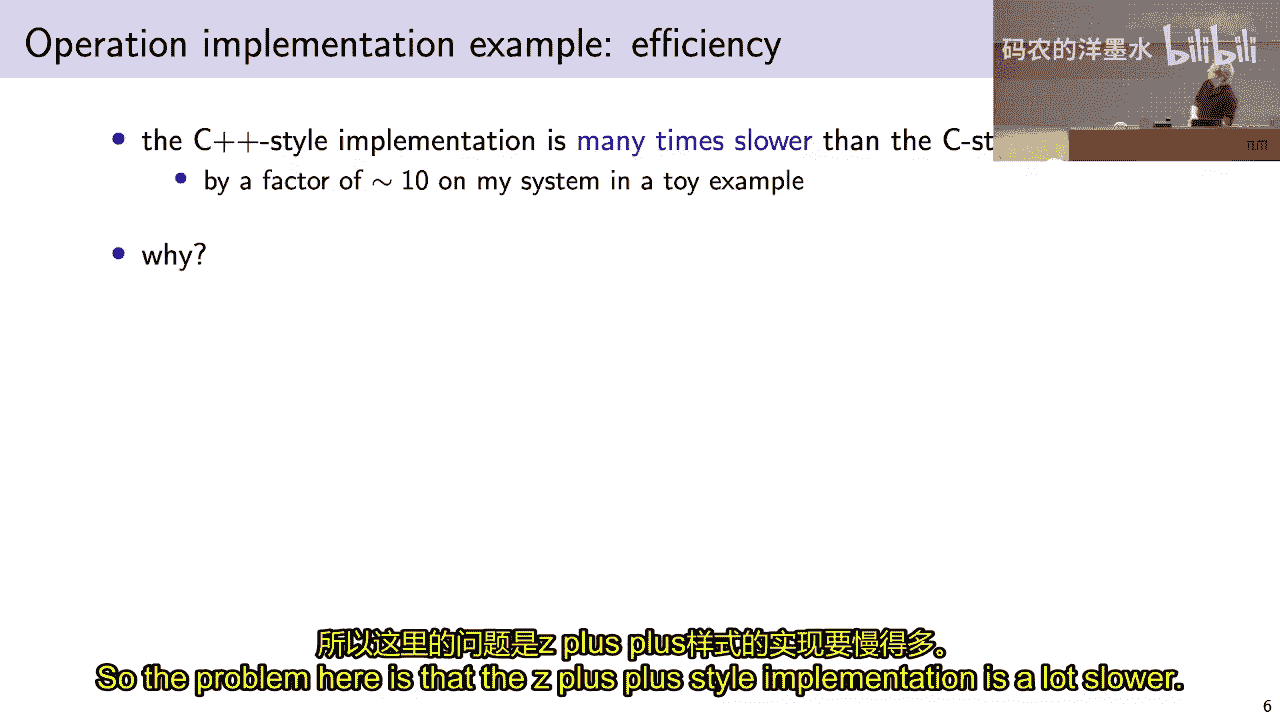 Operation implementation example: efficiency
码农的洋墨水 bilibili
• the C++-style implementation is many times slower than the C-st
• by a factor of ∼ 10 on my system in a toy example
• why?
所以这里的问题是z plus plus样式的实现要慢得多。
So the problem here is that the z plus plus style implementation is a lot slower.
6